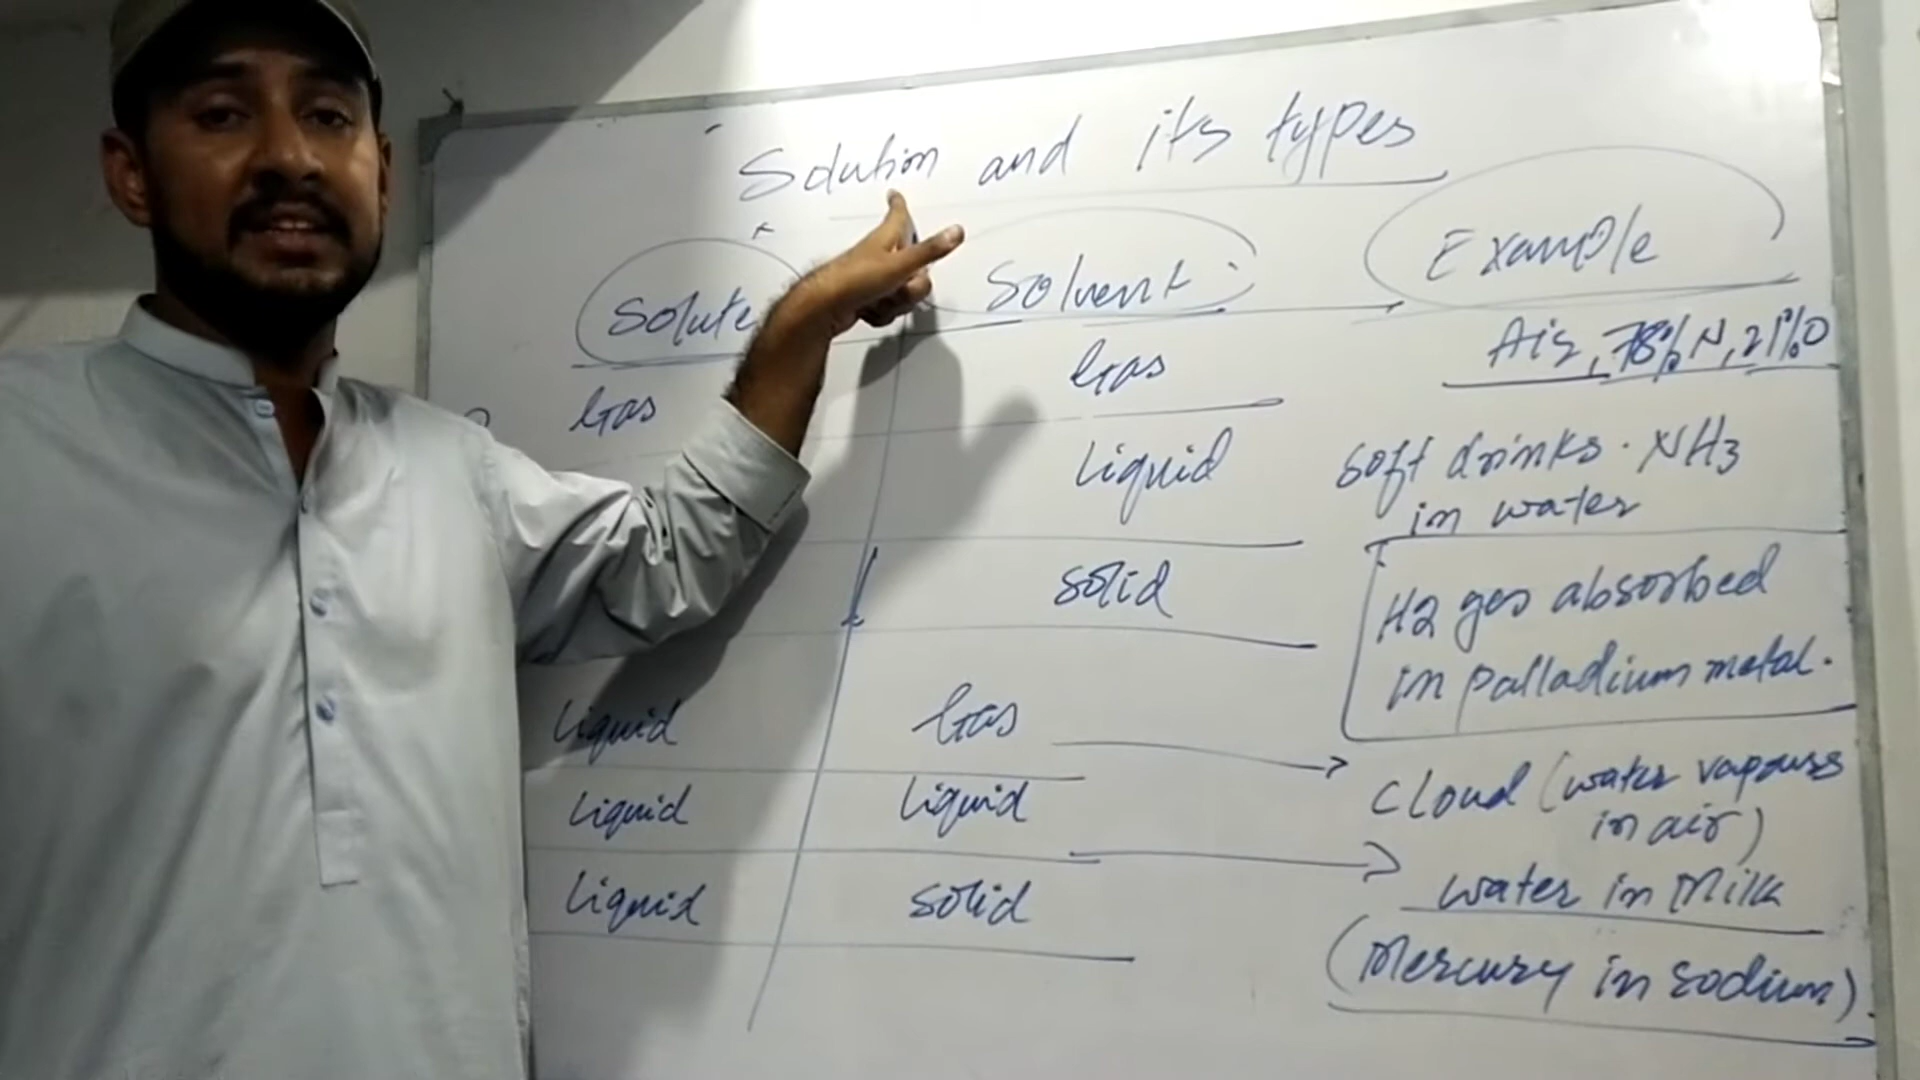 Solution and its types
Solute Solvent Example
Gas Gas Air, 78% N, 21% O
Liquid Soft drinks. NH3
in water
Solid H2 gas absorbed
in palladium metal.
Liquid Gas Cloud (water vapours
in air)
Liquid Liquid water in Milk
Liquid Solid (Mercury in sodium).